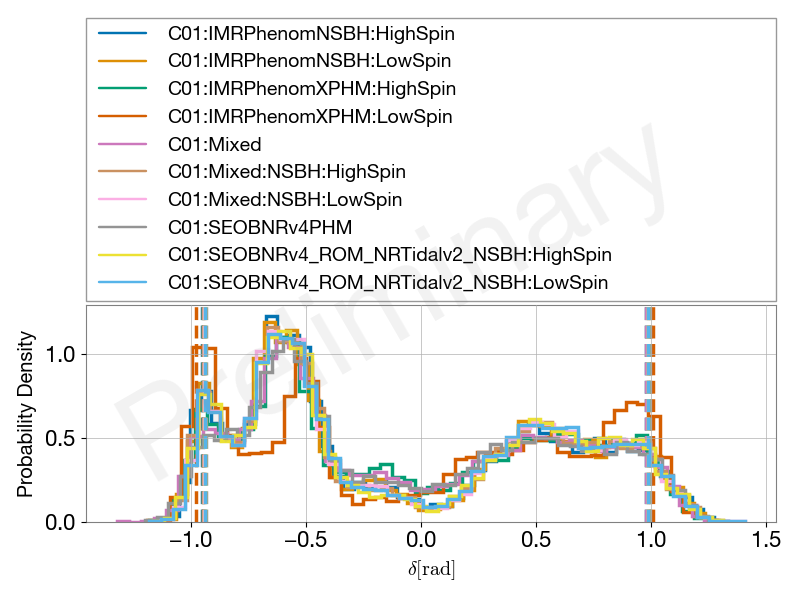 C01:IMRPhenomNSBH:HighSpin
C01:IMRPhenomNSBH:LowSpin
C01:IMRPhenomXPHM:HighSpin
C01:IMRPhenomXPHM:LowSpin
C01:Mixed
C01:Mixed:NSBH:HighSpin
C01:Mixed:NSBH:LowSpin
C01:SEOBNRv4PHM
C01:SEOBNRv4_ROM_NRTidalv2_NSBH:HighSpin
C01:SEOBNRv4_ROM_NRTidalv2_NSBH:LowSpin
Preliminary
Probability Density
1.0
0.5
0.0
−1.0 −0.5 0.0 0.5 1.0 1.5
δ[rad]